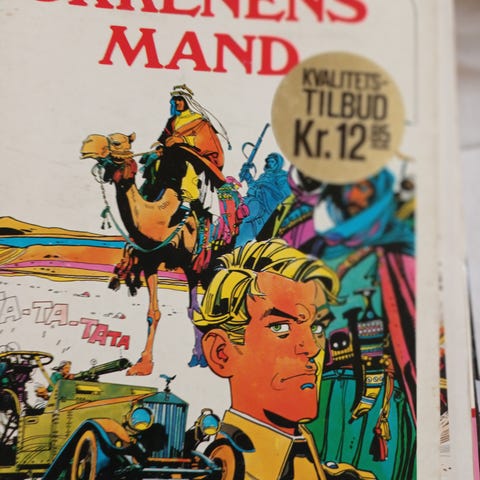 MAND
KVALITETS-
TILBUD
Kr. 12 85
TA-TA-TATA